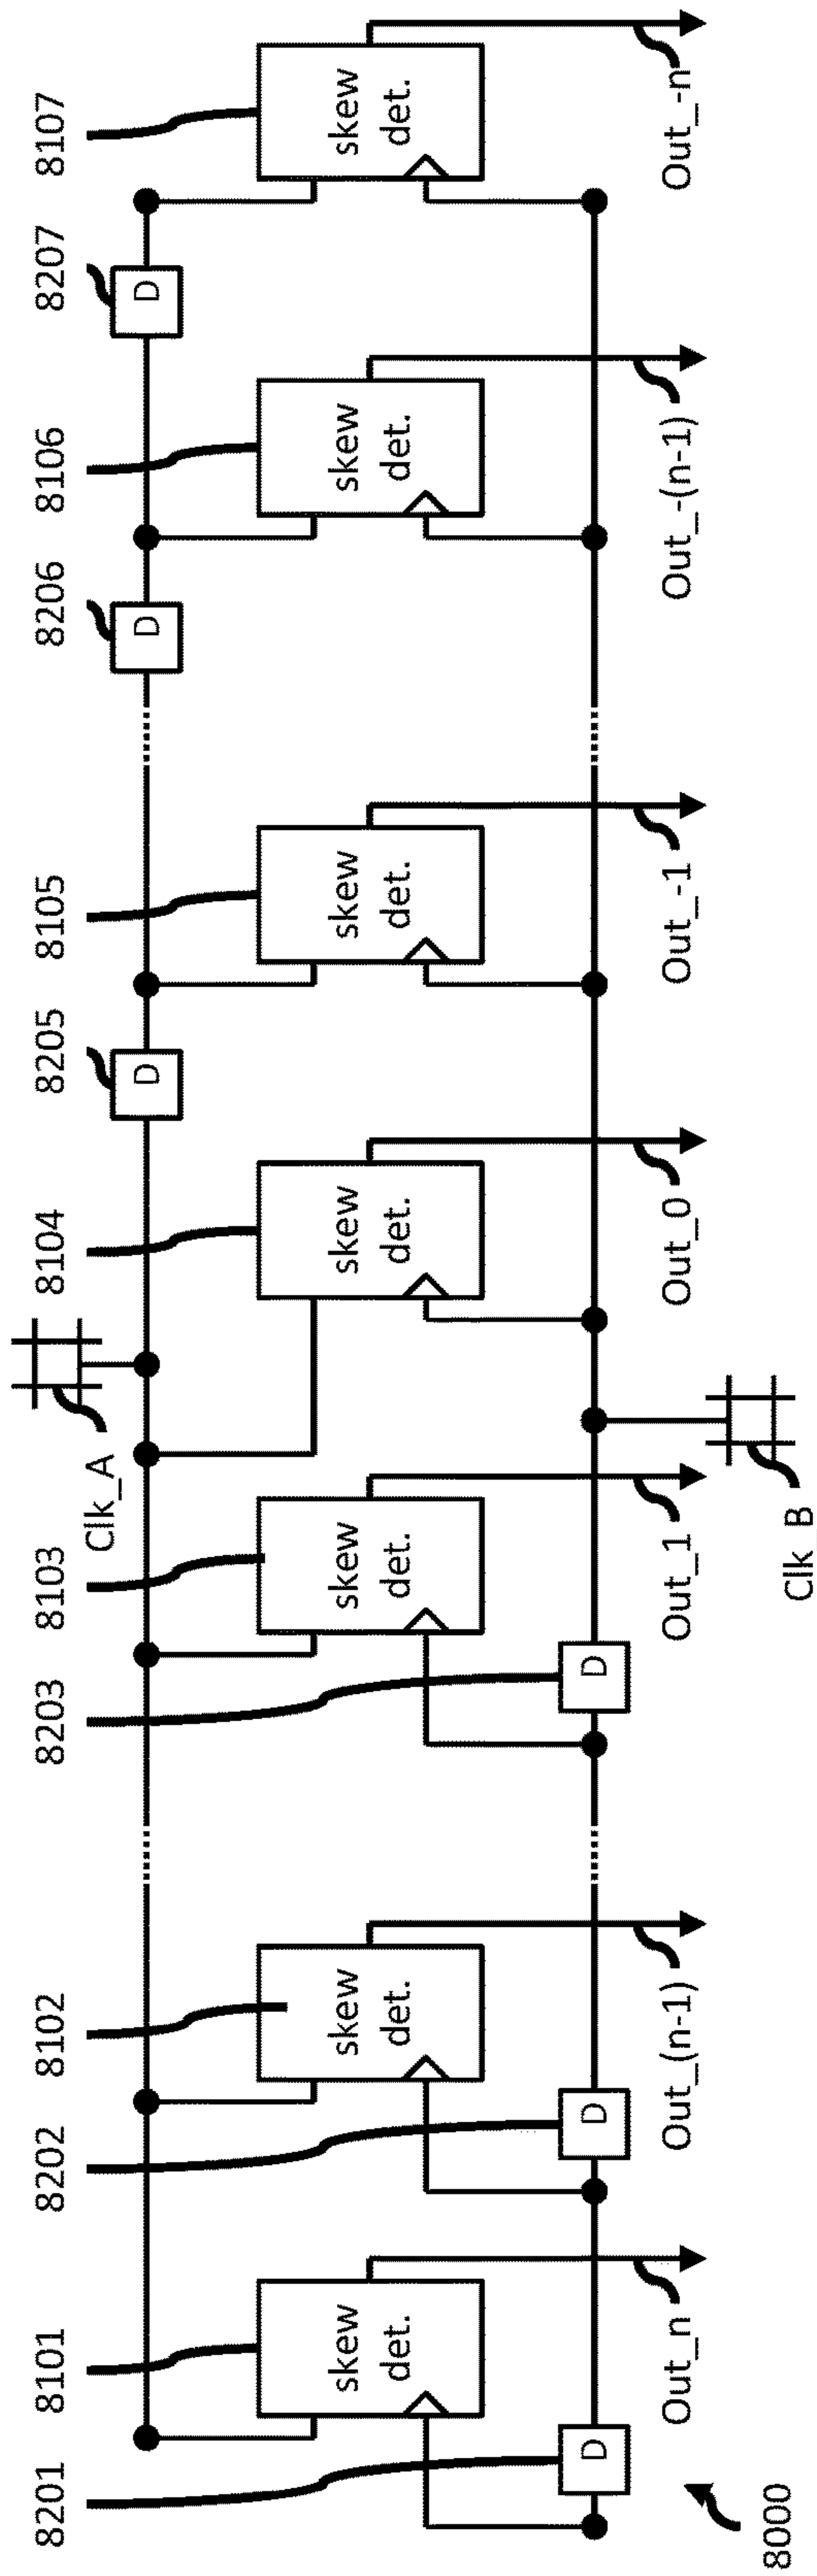 8201
8101
8202
8102
8203
8103
8104
8205
8105
8206
8106
8207
8107
Clk_A
D
D
D
skew
det.
skew
det.
skew
det.
skew
det.
skew
det.
skew
det.
skew
det.
D
D
D
Out_n
Out_(n-1)
Out_1
Out_0
Out_-1
Out_-(n-1)
Out_-n
8000
Clk_B